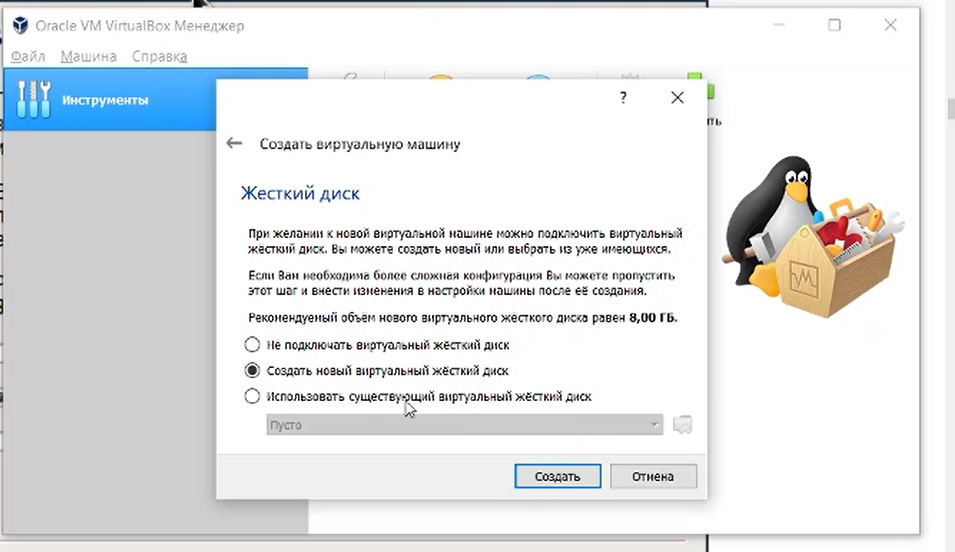 Oracle VM VirtualBox Менеджер
Файл Машина Справка
Инструменты
?
Создать виртуальную машину
Жесткий диск
При желании к новой виртуальной машине можно подключить виртуальный
жёсткий диск. Вы можете создать новый или выбрать из уже имеющихся.
Если Вам необходима более сложная конфигурация Вы можете пропустить
этот шаг и внести изменения в настройки машины после её создания.
Рекомендуемый объём нового виртуального жёсткого диска равен 8,00 ГБ.
Не подключать виртуальный жёсткий диск
Создать новый виртуальный жёсткий диск
Использовать существующий виртуальный жёсткий диск
Пусто
Создать Отмена